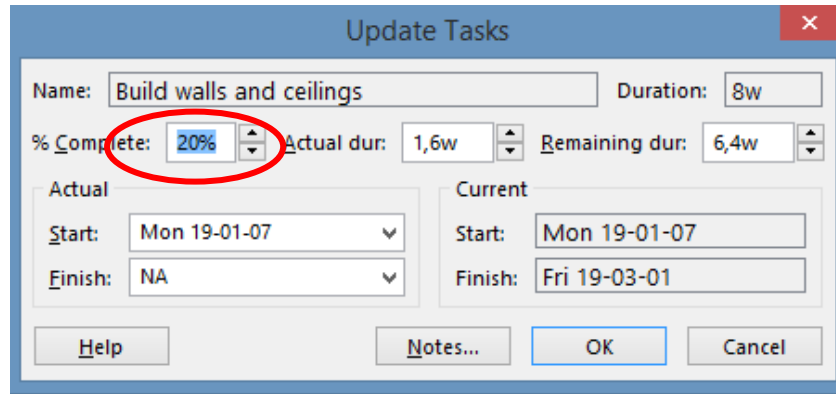 Update Tasks
Name: Build walls and ceilings Duration: 8w
% Complete: 20% Actual dur: 1,6w Remaining dur: 6,4w
Actual Current
Start: Mon 19-01-07 Start: Mon 19-01-07
Finish: NA Finish: Fri 19-03-01
Help Notes... OK Cancel